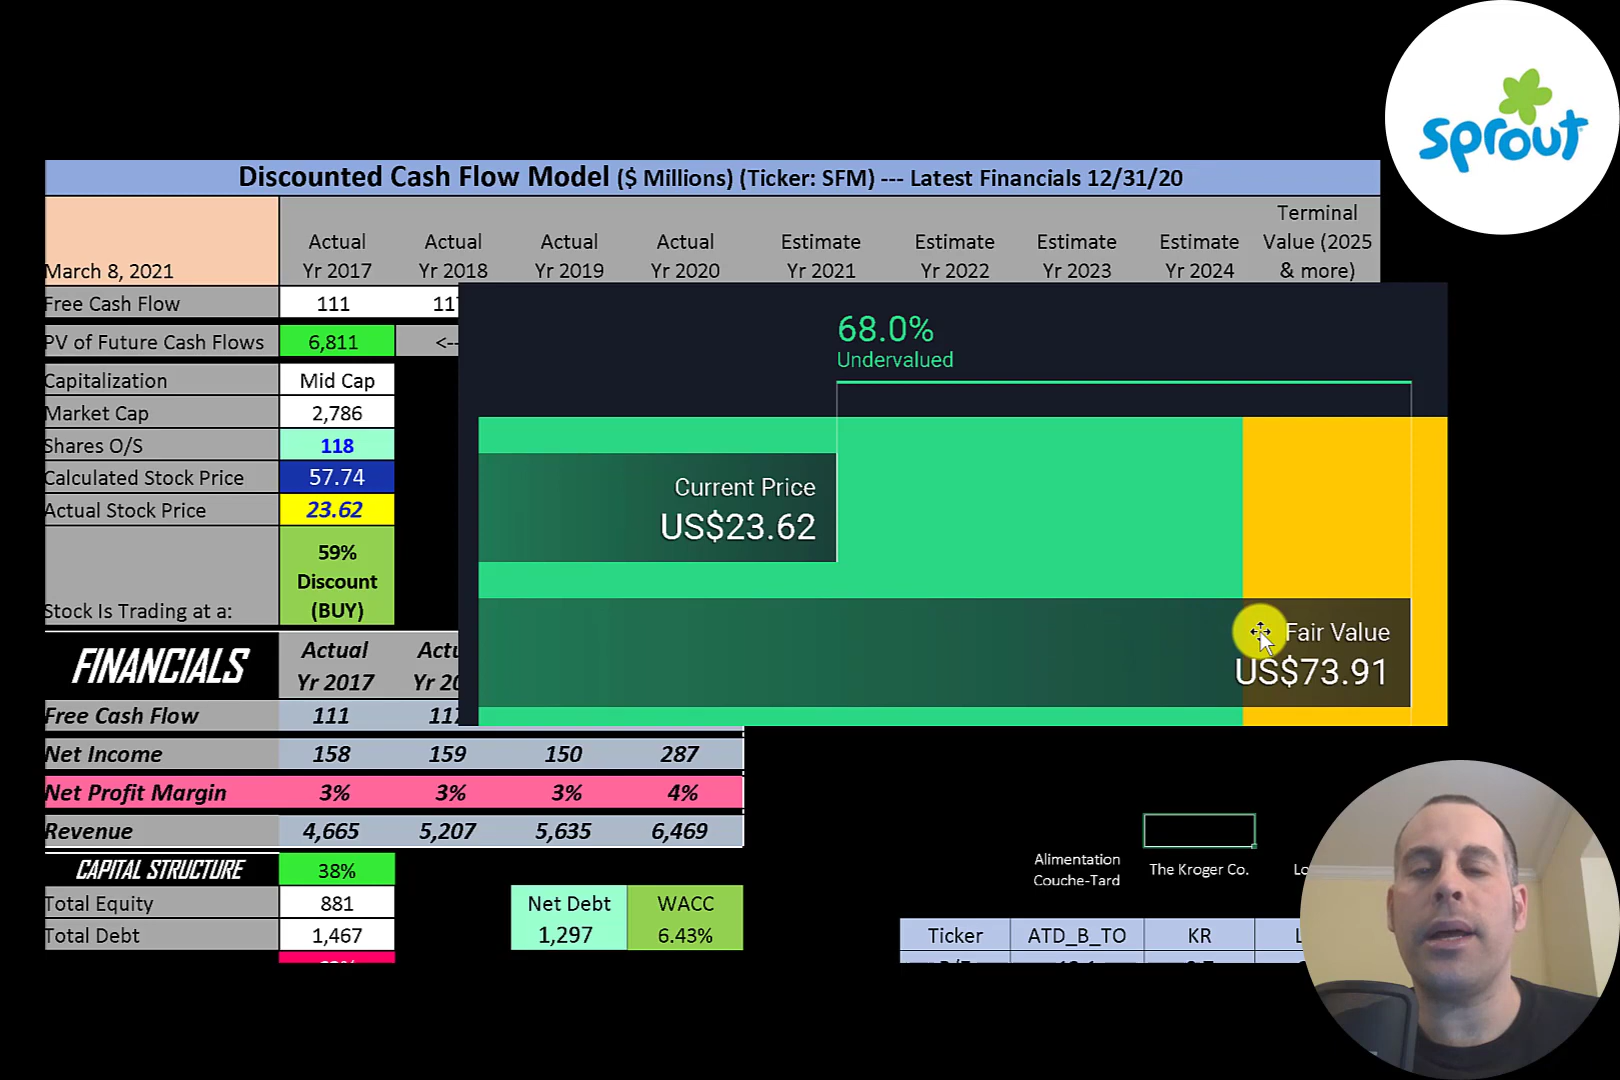 sprout
Discounted Cash Flow Model ($ Millions) (Ticker: SFM) --- Latest Financials 12/31/20
March 8, 2021
Actual Yr 2017
Actual Yr 2018
Actual Yr 2019
Actual Yr 2020
Estimate Yr 2021
Estimate Yr 2022
Estimate Yr 2023
Estimate Yr 2024
Terminal Value (2025 & more)
Free Cash Flow 111 117
PV of Future Cash Flows 6,811 <--
Capitalization Mid Cap
Market Cap 2,786
Shares O/S 118
Calculated Stock Price 57.74
Actual Stock Price 23.62
Stock Is Trading at a: 59% Discount (BUY)
68.0%
Undervalued
Current Price
US$23.62
Fair Value
US$73.91
FINANCIALS
Actual Yr 2017
Free Cash Flow 111 117
Net Income 158 159 150 287
Net Profit Margin 3% 3% 3% 4%
Revenue 4,665 5,207 5,635 6,469
CAPITAL STRUCTURE 38%
Total Equity 881
Total Debt 1,467
Net Debt WACC
1,297 6.43%
Alimentation Couche-Tard
The Kroger Co.
Ticker ATD_B_TO KR